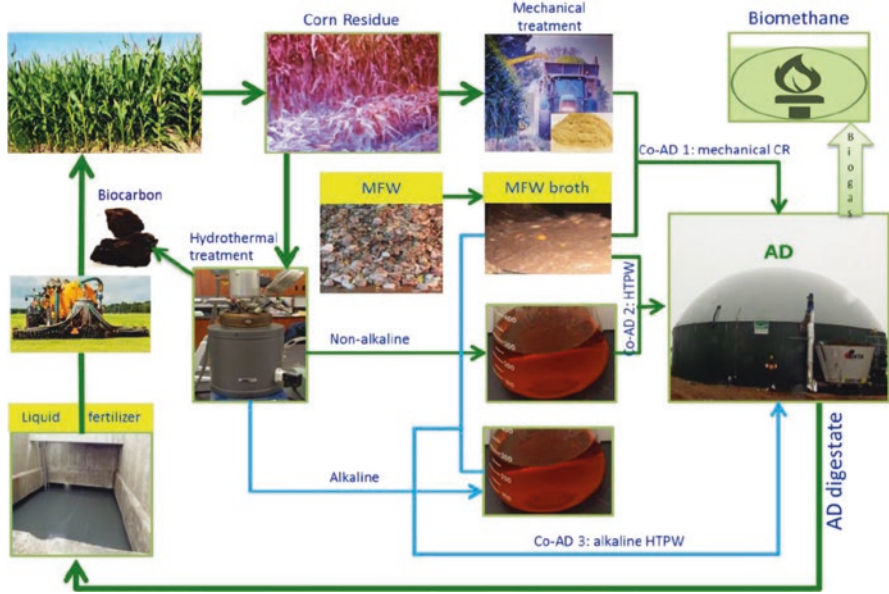 Corn Residue
Mechanical
treatment
Biomethane
Biogas
Co-AD 1: mechanical CR
MFW
MFW broth
Biocarbon
Hydrothermal
treatment
AD
Co-AD 2: HTPW
Non-alkaline
Liquid fertilizer
Alkaline
Co-AD 3: alkaline HTPW
AD digestate